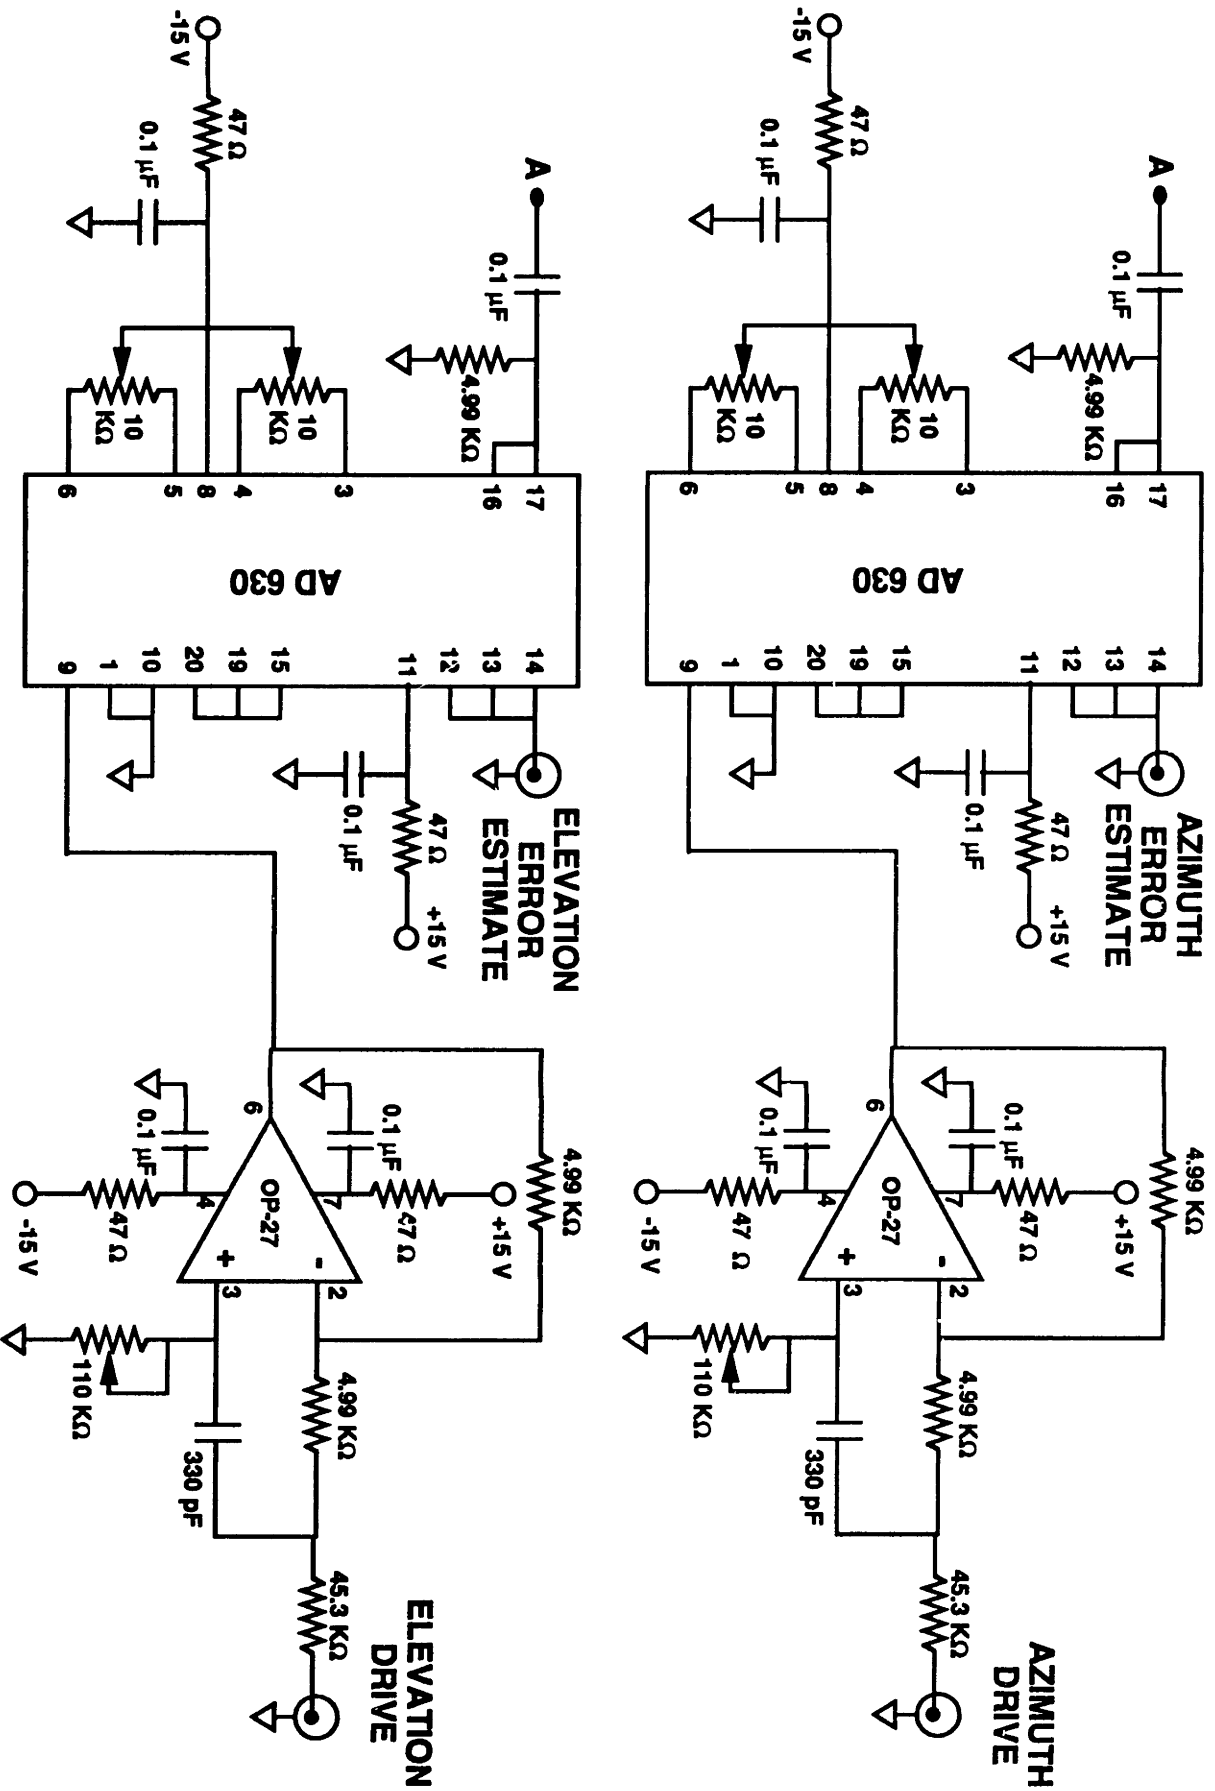 AZIMUTH
ERROR
ESTIMATE
AZIMUTH
DRIVE
A
0.1 µF
4.99 KΩ
-15 V
47 Ω
0.1 µF
10
KΩ
10
KΩ
17
16
3
4
8
5
6
AD 630
14
13
12
11
15
19
20
10
1
9
47 Ω
+15 V
0.1 µF
4.99 KΩ
+15 V
47 Ω
0.1 µF
7
6
OP-27
4
0.1 µF
47 Ω
-15 V
-
+
2
3
4.99 KΩ
110 KΩ
330 pF
45.3 KΩ
ELEVATION
ERROR
ESTIMATE
ELEVATION
DRIVE
A
0.1 µF
4.99 KΩ
-15 V
47 Ω
0.1 µF
10
KΩ
10
KΩ
17
16
3
4
8
5
6
AD 630
14
13
12
11
15
19
20
10
1
9
47 Ω
+15 V
0.1 µF
4.99 KΩ
+15 V
47 Ω
0.1 µF
7
6
OP-27
4
0.1 µF
47 Ω
-15 V
-
+
2
3
4.99 KΩ
110 KΩ
330 pF
45.3 KΩ